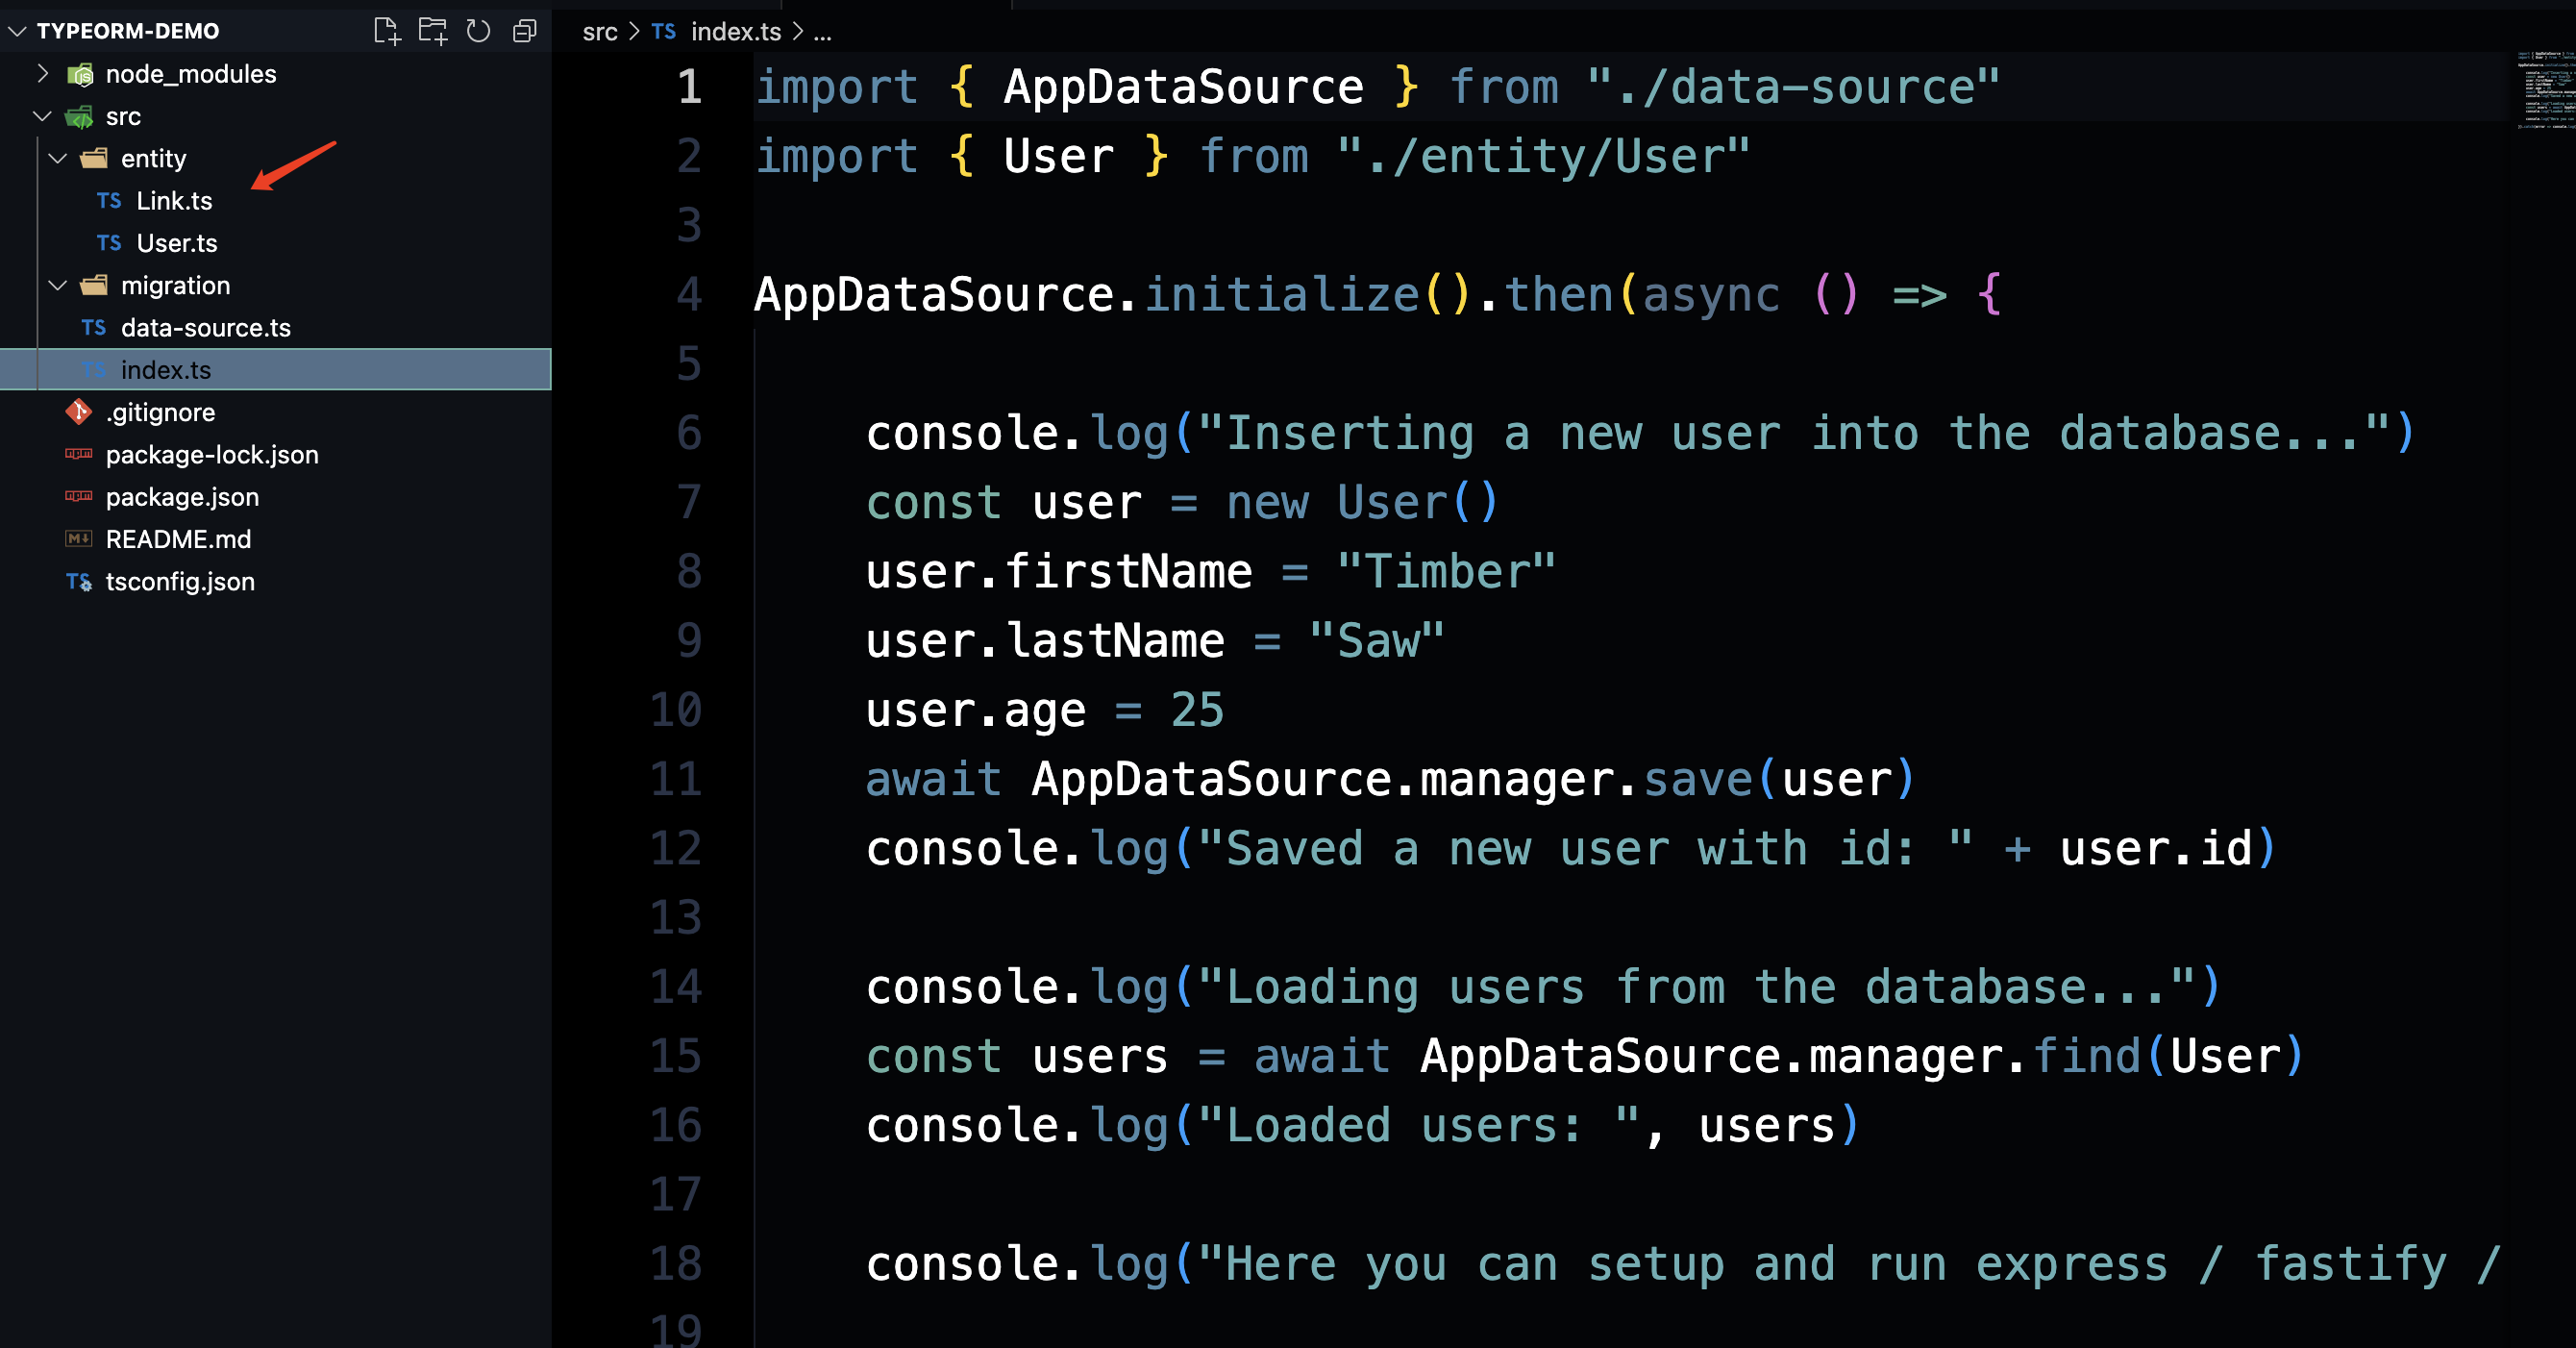 TYPEORM-DEMO
node_modules
src
entity
TS Link.ts
TS User.ts
migration
TS data-source.ts
TS index.ts
.gitignore
package-lock.json
package.json
README.md
TS tsconfig.json
src > TS index.ts > ...
1 import { AppDataSource } from "./data-source"
2 import { User } from "./entity/User"
3
4 AppDataSource.initialize().then(async () => {
5
6     console.log("Inserting a new user into the database...")
7     const user = new User()
8     user.firstName = "Timber"
9     user.lastName = "Saw"
10     user.age = 25
11     await AppDataSource.manager.save(user)
12     console.log("Saved a new user with id: " + user.id)
13
14     console.log("Loading users from the database...")
15     const users = await AppDataSource.manager.find(User)
16     console.log("Loaded users: ", users)
17
18     console.log("Here you can setup and run express / fastify /
19